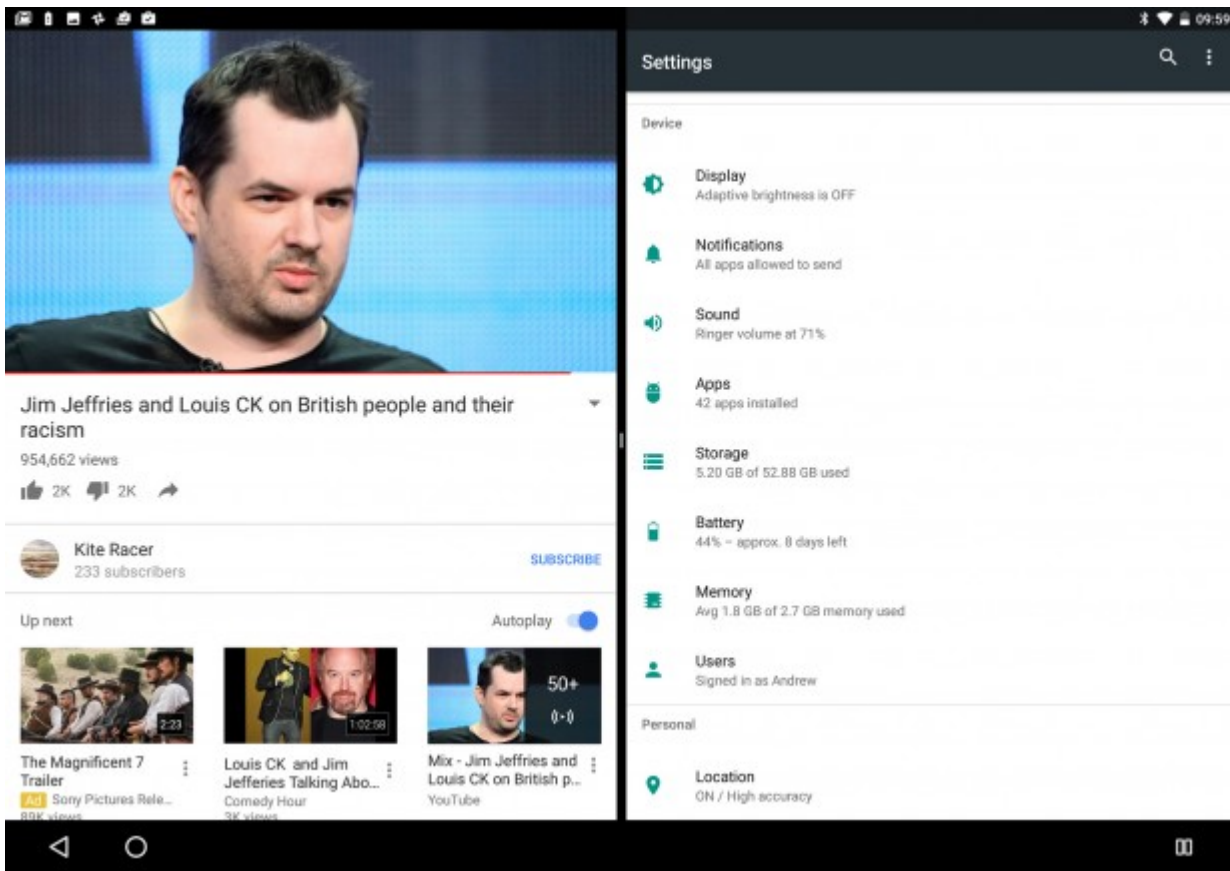 09:59
Jim Jeffries and Louis CK on British people and their
racism
954,662 views
2K 2K
Kite Racer
233 subscribers
SUBSCRIBE
Up next
Autoplay
2:23
The Magnificent 7
Trailer
Ad Sony Pictures Rele...
89K views
1:02:58
Louis CK and Jim
Jefferies Talking Abo...
Comedy Hour
3K views
50+
Mix - Jim Jeffries and
Louis CK on British p...
YouTube
Settings
Device
Display
Adaptive brightness is OFF
Notifications
All apps allowed to send
Sound
Ringer volume at 71%
Apps
42 apps installed
Storage
5.20 GB of 52.88 GB used
Battery
44% – approx. 8 days left
Memory
Avg 1.8 GB of 2.7 GB memory used
Users
Signed in as Andrew
Personal
Location
ON / High accuracy